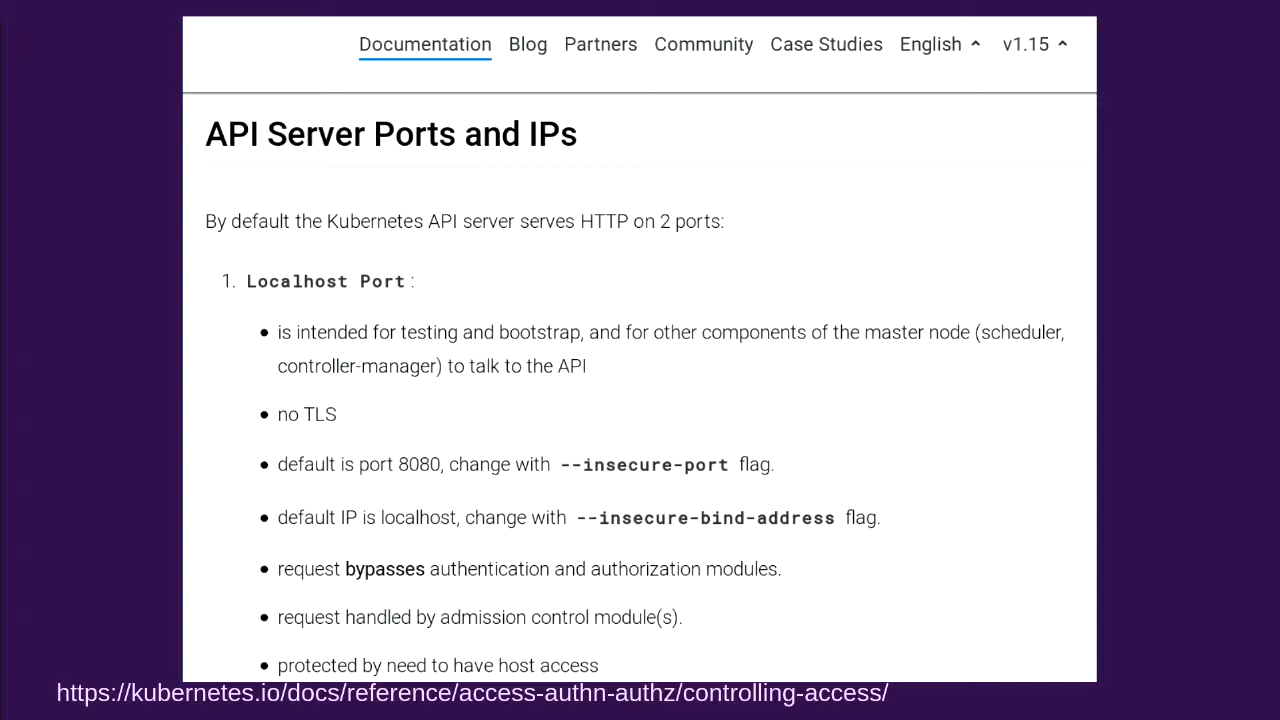 Documentation Blog Partners Community Case Studies English v1.15
API Server Ports and IPs
By default the Kubernetes API server serves HTTP on 2 ports:
1. Localhost Port :
● is intended for testing and bootstrap, and for other components of the master node (scheduler,
controller-manager) to talk to the API
● no TLS
● default is port 8080, change with --insecure-port flag.
● default IP is localhost, change with --insecure-bind-address flag.
● request bypasses authentication and authorization modules.
● request handled by admission control module(s).
● protected by need to have host access
https://kubernetes.io/docs/reference/access-authn-authz/controlling-access/